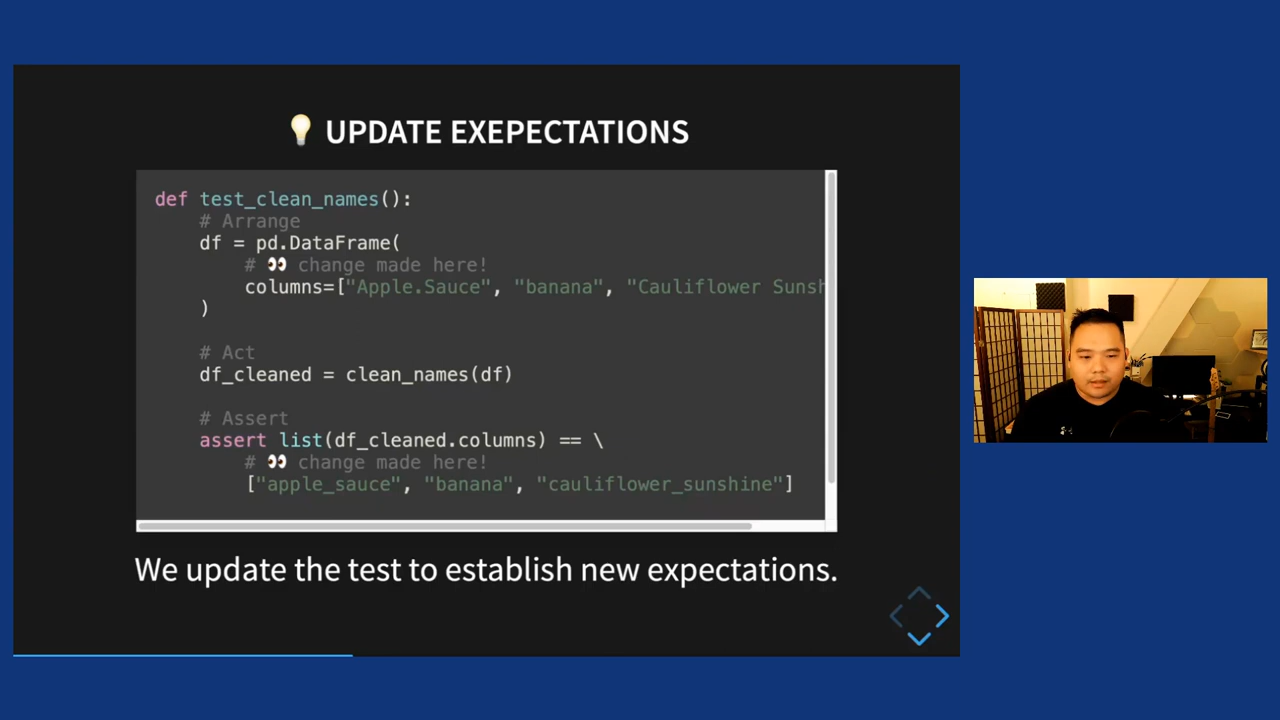 💡 UPDATE EXEPECTATIONS
def test_clean_names():
    # Arrange
    df = pd.DataFrame(
        # 👀 change made here!
        columns=["Apple.Sauce", "banana", "Cauliflower Sunsh
    )
    # Act
    df_cleaned = clean_names(df)
    # Assert
    assert list(df_cleaned.columns) == \
        # 👀 change made here!
        ["apple_sauce", "banana", "cauliflower_sunshine"]
We update the test to establish new expectations.